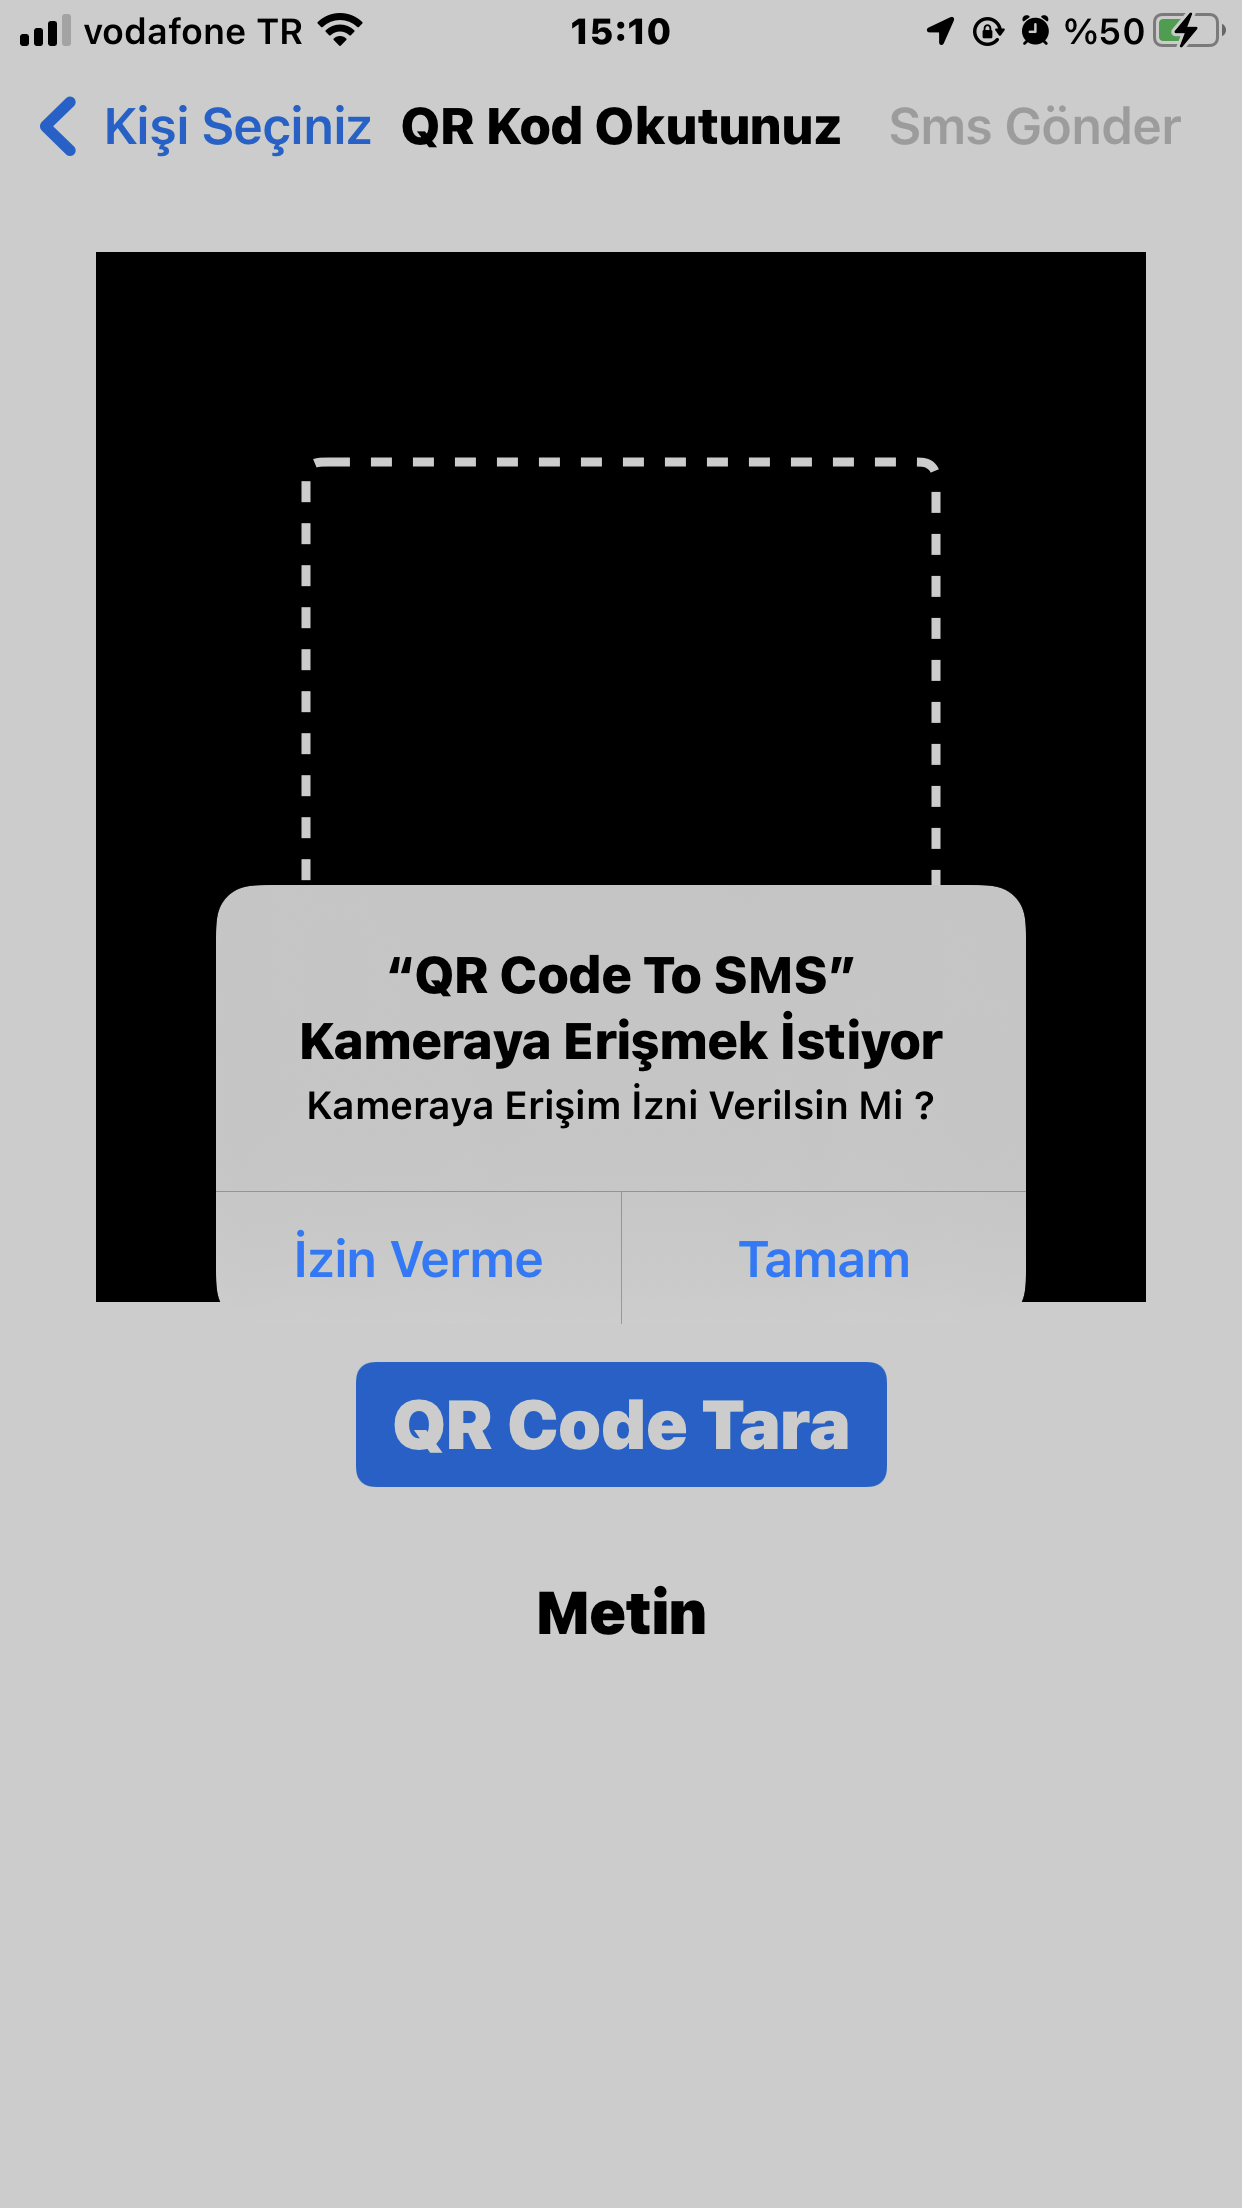 vodafone TR 15:10 %50
Kişi Seçiniz QR Kod Okutunuz Sms Gönder
“QR Code To SMS”
Kameraya Erişmek İstiyor
Kameraya Erişim İzni Verilsin Mi ?
İzin Verme Tamam
QR Code Tara
Metin